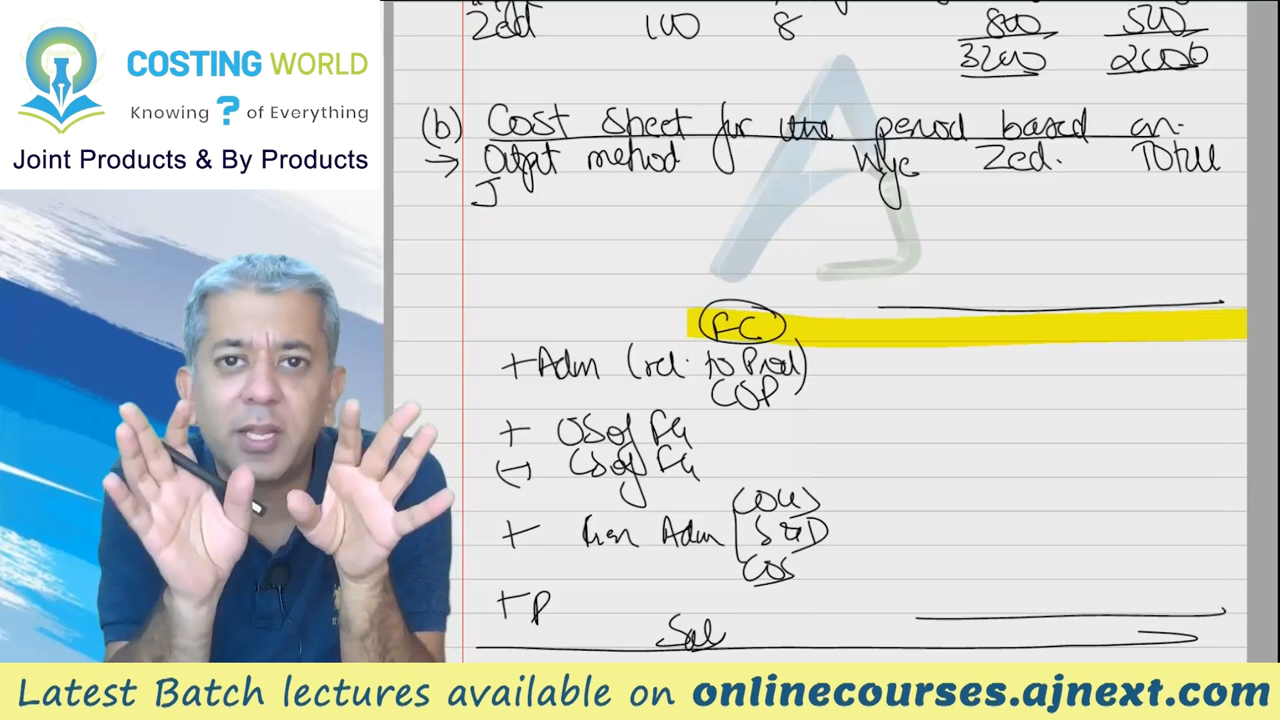 COSTING WORLD
Knowing ? of Everything
Joint Products & By Products
Zed 100 8 800 500
3200 2000
(b) Cost Sheet for the period based on
→ Output method Wye Zed. Total
FC
+ Adm (rel. to Prod)
COP
+ OS of FG
(-) CS of FG
COGS
+ Gen Adm S&D
COS
+ P
Sale
Latest Batch lectures available on onlinecourses.ajnext.com